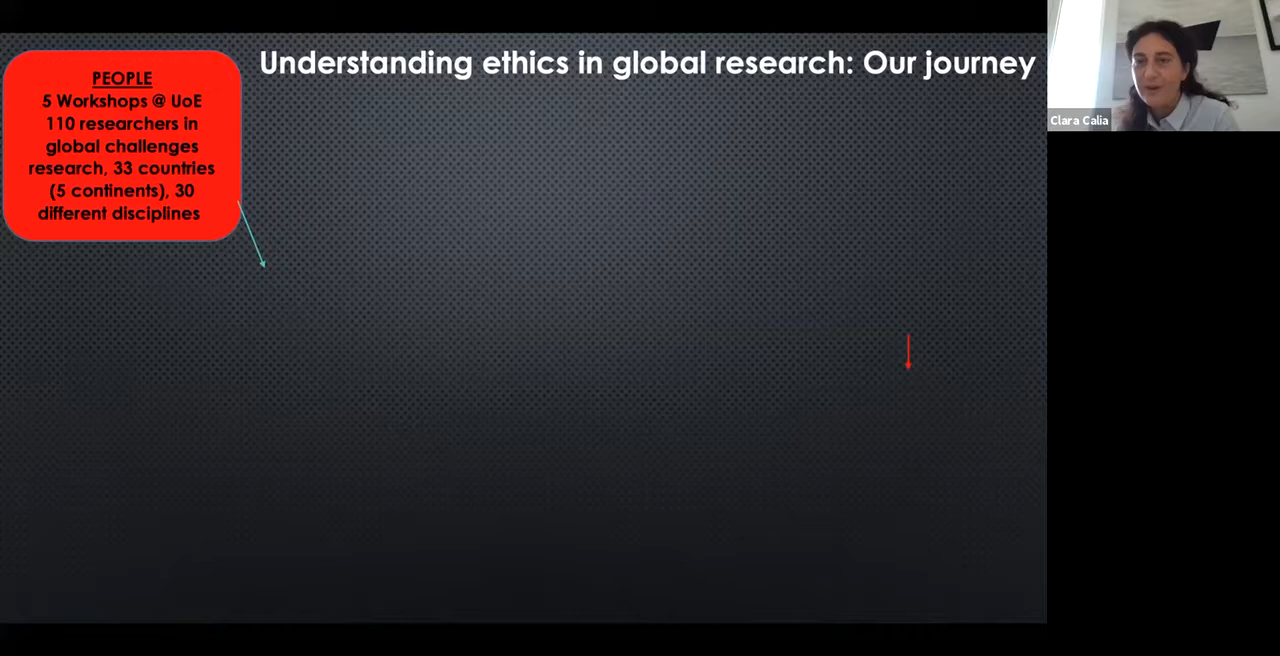 Understanding ethics in global research: Our journey
PEOPLE
5 Workshops @ UoE
110 researchers in
global challenges
research, 33 countries
(5 continents), 30
different disciplines
Clara Calia